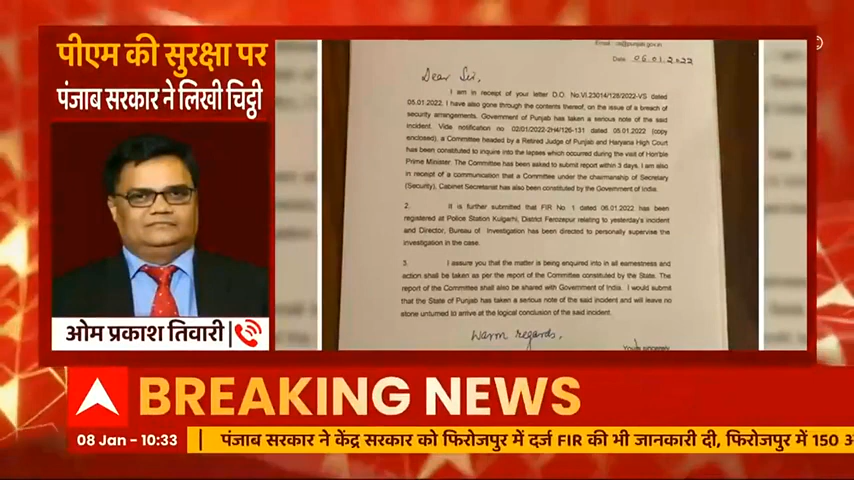 पीएम की सुरक्षा पर
पंजाब सरकार ने लिखी चिट्ठी
ओम प्रकाश तिवारी
Email : cs@punjab.gov.in
Date 06.01.2022
Dear Sir,
I am in receipt of your letter D.O. No.VI.23014/128/2022-VS dated
05.01.2022. I have also gone through the contents thereof, on the issue of a breach of
security arrangements. Government of Punjab has taken a serious note of the said
incident. Vide notification no 02/01/2022-2H4/126-131 dated 05.01.2022 (copy
enclosed), a Committee headed by a Retired Judge of Punjab and Haryana High Court
has been constituted to inquire into the lapses which occurred during the visit of Hon'ble
Prime Minister. The Committee has been asked to submit report within 3 days. I am also
in receipt of a communication that a Committee under the chairmanship of Secretary
(Security), Cabinet Secretariat has also been constituted by the Government of India.
2. It is further submitted that FIR No 1 dated 06.01.2022 has been
registered at Police Station Kulgarhi, District Ferozepur relating to yesterday's incident
and Director, Bureau of Investigation has been directed to personally supervise the
investigation in the case.
3. I assure you that the matter is being enquired into in all earnestness and
action shall be taken as per the report of the Committee constituted by the State. The
report of the Committee shall also be shared with Government of India. I would submit
that the State of Punjab has taken a serious note of the said incident and will leave no
stone unturned to arrive at the logical conclusion of the said incident.
Warm regards,
Yours sincerely
BREAKING NEWS
08 Jan - 10:33
पंजाब सरकार ने केंद्र सरकार को फिरोजपुर में दर्ज FIR की भी जानकारी दी, फिरोजपुर में 150